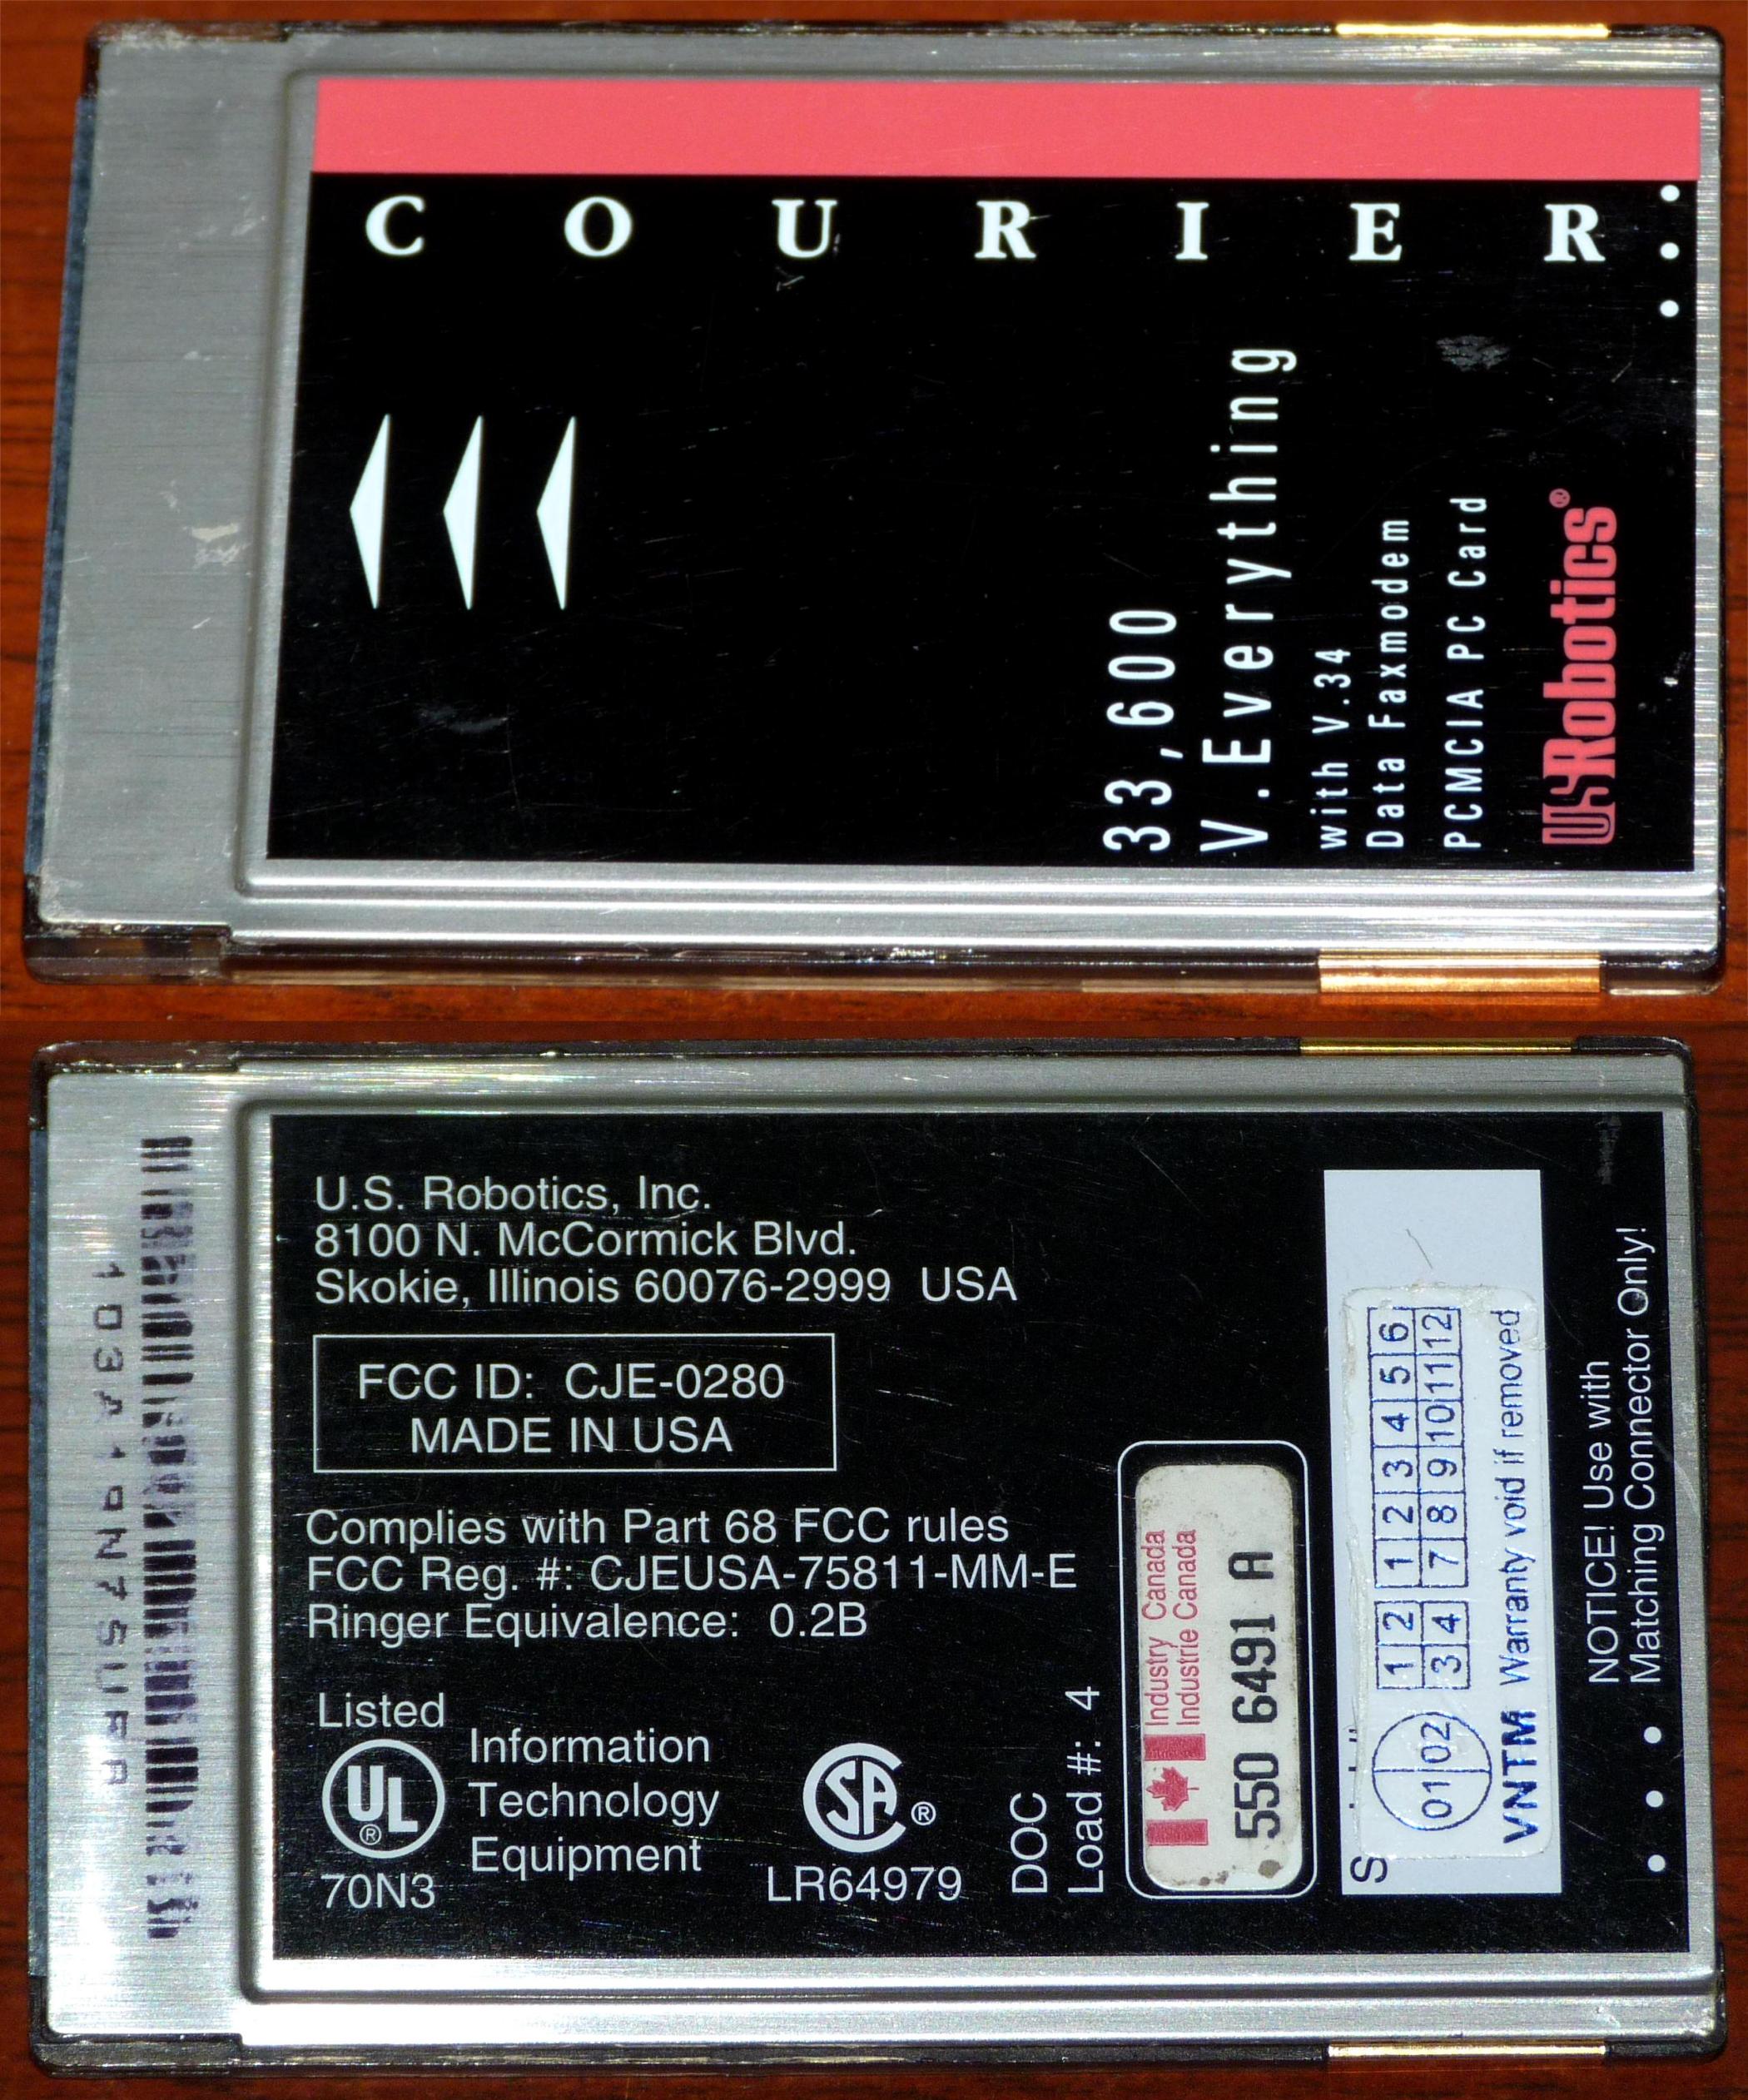 COURIER
33,600
V.Everything
with V.34
Data Faxmodem
PCMCIA PC Card
USRobotics®
U.S. Robotics, Inc.
8100 N. McCormick Blvd.
Skokie, Illinois 60076-2999 USA
FCC ID: CJE-0280
MADE IN USA
Complies with Part 68 FCC rules
FCC Reg. #: CJEUSA-75811-MM-E
Ringer Equivalence: 0.2B
Listed
UL®
70N3
Information
Technology
Equipment
SA®
LR64979
DOC
Load #: 4
Industry Canada
Industrie Canada
550 6491 A
S
01 02
1 2 1 2 3 4 5 6
3 4 7 8 9 10 11 12
VNTM Warranty void if removed
NOTICE! Use with
Matching Connector Only!